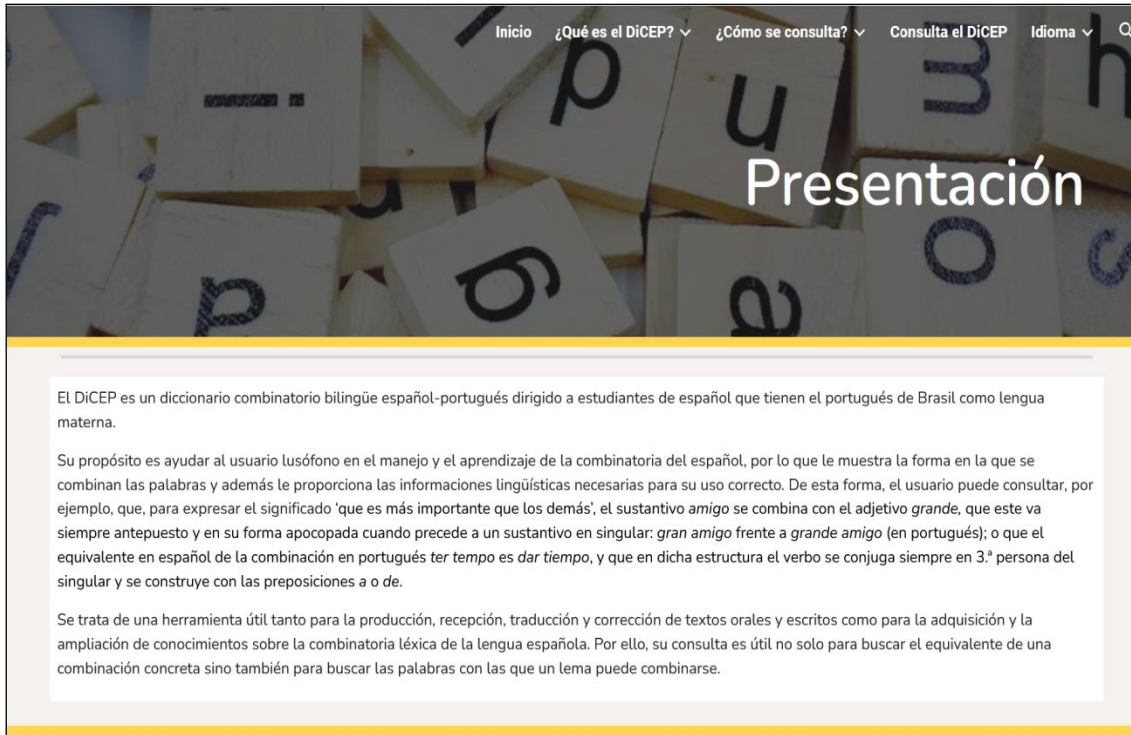 Inicio ¿Qué es el DiCEP? ¿Cómo se consulta? Consulta el DiCEP Idioma
Presentación
El DiCEP es un diccionario combinatorio bilingüe español-portugués dirigido a estudiantes de español que tienen el portugués de Brasil como lengua
materna.
Su propósito es ayudar al usuario lusófono en el manejo y el aprendizaje de la combinatoria del español, por lo que le muestra la forma en la que se
combinan las palabras y además le proporciona las informaciones lingüísticas necesarias para su uso correcto. De esta forma, el usuario puede consultar, por
ejemplo, que, para expresar el significado 'que es más importante que los demás', el sustantivo amigo se combina con el adjetivo grande, que este va
siempre antepuesto y en su forma apocopada cuando precede a un sustantivo en singular: gran amigo frente a grande amigo (en portugués); o que el
equivalente en español de la combinación en portugués ter tempo es dar tiempo, y que en dicha estructura el verbo se conjuga siempre en 3.ª persona del
singular y se construye con las preposiciones a o de.
Se trata de una herramienta útil tanto para la producción, recepción, traducción y corrección de textos orales y escritos como para la adquisición y la
ampliación de conocimientos sobre la combinatoria léxica de la lengua española. Por ello, su consulta es útil no solo para buscar el equivalente de una
combinación concreta sino también para buscar las palabras con las que un lema puede combinarse.